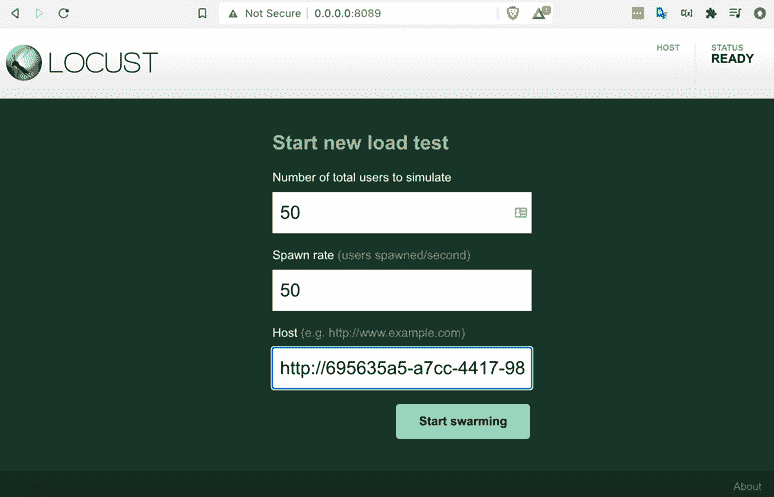 Not Secure 0.0.0.0:8089
LOCUST
HOST
STATUS
READY
Start new load test
Number of total users to simulate
50
Spawn rate (users spawned/second)
50
Host (e.g. http://www.example.com)
http://695635a5-a7cc-4417-98
Start swarming
About